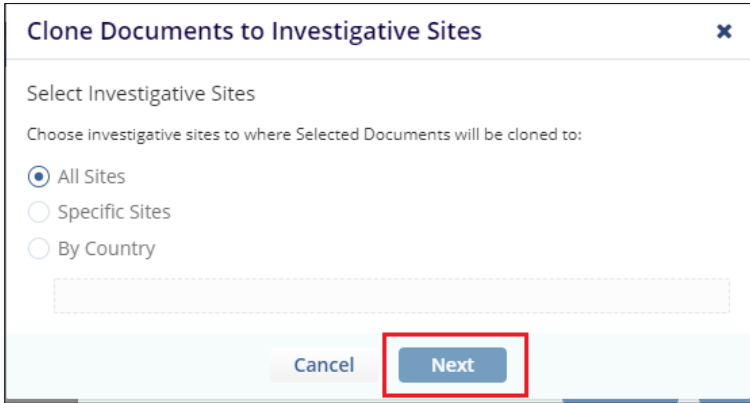 Clone Documents to Investigative Sites
Select Investigative Sites
Choose investigative sites to where Selected Documents will be cloned to:
All Sites
Specific Sites
By Country
Cancel
Next